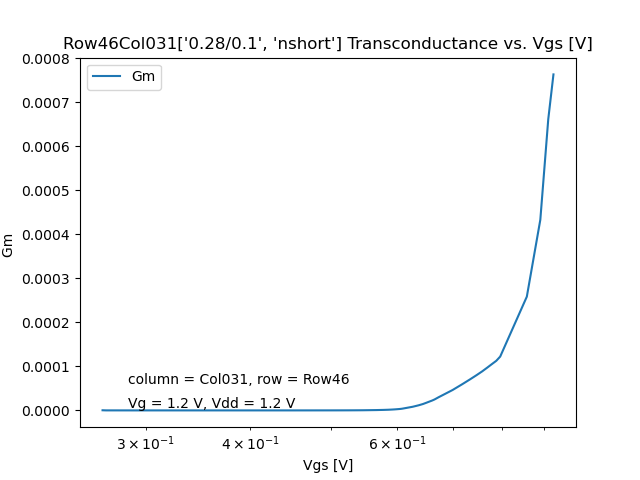 Row46Col031['0.28/0.1', 'nshort'] Transconductance vs. Vgs [V]
Gm
0.0008
0.0007
0.0006
0.0005
0.0004
0.0003
0.0002
0.0001
0.0000
Gm
column = Col031, row = Row46
Vg = 1.2 V, Vdd = 1.2 V
3 × 10⁻¹
4 × 10⁻¹
6 × 10⁻¹
Vgs [V]